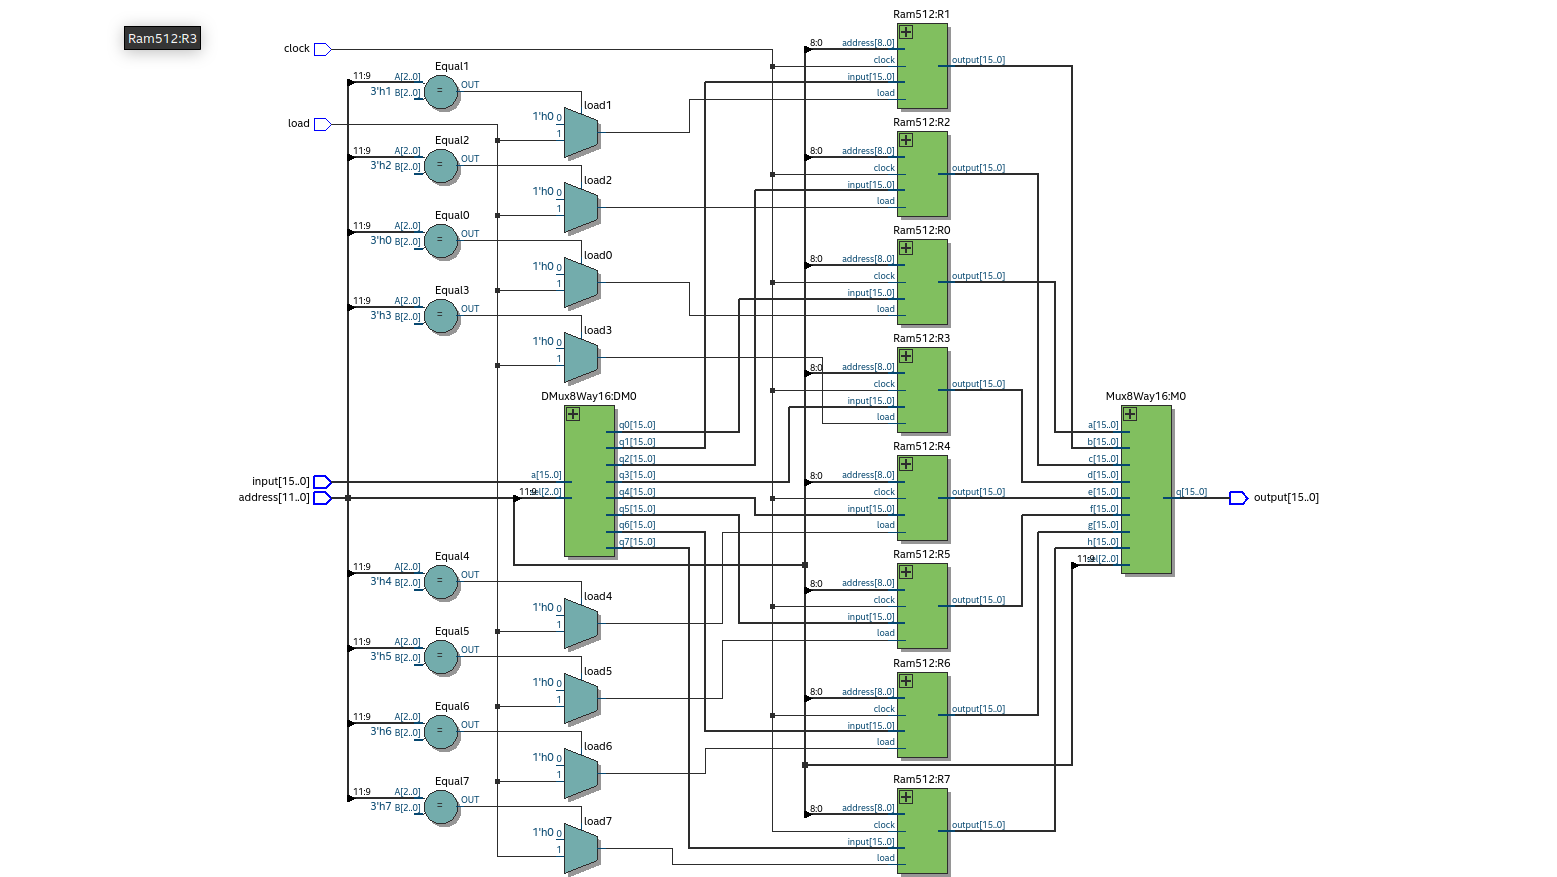 Ram512:R3
clock
load
input[15..0]
address[11..0]
11:9
A[2..0]
3'h1
B[2..0]
Equal1
=
OUT
11:9
A[2..0]
3'h2
B[2..0]
Equal2
=
OUT
11:9
A[2..0]
3'h0
B[2..0]
Equal0
=
OUT
11:9
A[2..0]
3'h3
B[2..0]
Equal3
=
OUT
11:9
A[2..0]
3'h4
B[2..0]
Equal4
=
OUT
11:9
A[2..0]
3'h5
B[2..0]
Equal5
=
OUT
11:9
A[2..0]
3'h6
B[2..0]
Equal6
=
OUT
11:9
A[2..0]
3'h7
B[2..0]
Equal7
=
OUT
load1
1'h0 0
1
load2
1'h0 0
1
load0
1'h0 0
1
load3
1'h0 0
1
DMux8Way16:DM0
a[15..0]
11:9
sel[2..0]
q0[15..0]
q1[15..0]
q2[15..0]
q3[15..0]
q4[15..0]
q5[15..0]
q6[15..0]
q7[15..0]
load4
1'h0 0
1
load5
1'h0 0
1
load6
1'h0 0
1
load7
1'h0 0
1
Ram512:R1
8:0
address[8..0]
clock
input[15..0]
load
output[15..0]
Ram512:R2
8:0
address[8..0]
clock
input[15..0]
load
output[15..0]
Ram512:R0
8:0
address[8..0]
clock
input[15..0]
load
output[15..0]
Ram512:R3
8:0
address[8..0]
clock
input[15..0]
load
output[15..0]
Ram512:R4
8:0
address[8..0]
clock
input[15..0]
load
output[15..0]
Ram512:R5
8:0
address[8..0]
clock
input[15..0]
load
output[15..0]
Ram512:R6
8:0
address[8..0]
clock
input[15..0]
load
output[15..0]
Ram512:R7
8:0
address[8..0]
clock
input[15..0]
load
output[15..0]
Mux8Way16:M0
a[15..0]
b[15..0]
c[15..0]
d[15..0]
e[15..0]
f[15..0]
g[15..0]
h[15..0]
11:9
sel[2..0]
q[15..0]
output[15..0]